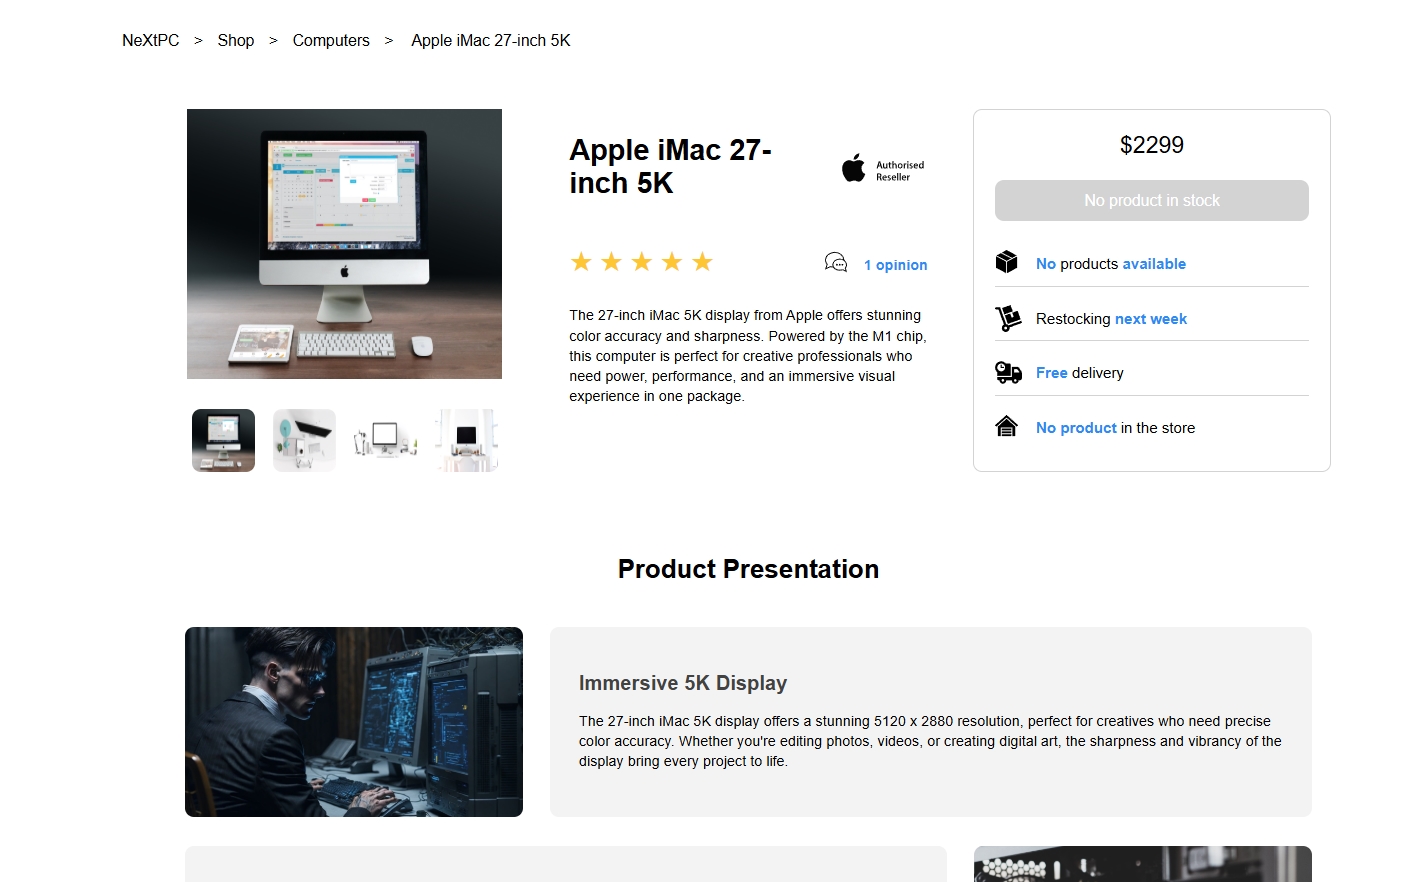 NeXtPC > Shop > Computers > Apple iMac 27-inch 5K
Apple iMac 27-
inch 5K
Authorised
Reseller
1 opinion
The 27-inch iMac 5K display from Apple offers stunning
color accuracy and sharpness. Powered by the M1 chip,
this computer is perfect for creative professionals who
need power, performance, and an immersive visual
experience in one package.
$2299
No product in stock
No products available
Restocking next week
Free delivery
No product in the store
Product Presentation
Immersive 5K Display
The 27-inch iMac 5K display offers a stunning 5120 x 2880 resolution, perfect for creatives who need precise
color accuracy. Whether you're editing photos, videos, or creating digital art, the sharpness and vibrancy of the
display bring every project to life.